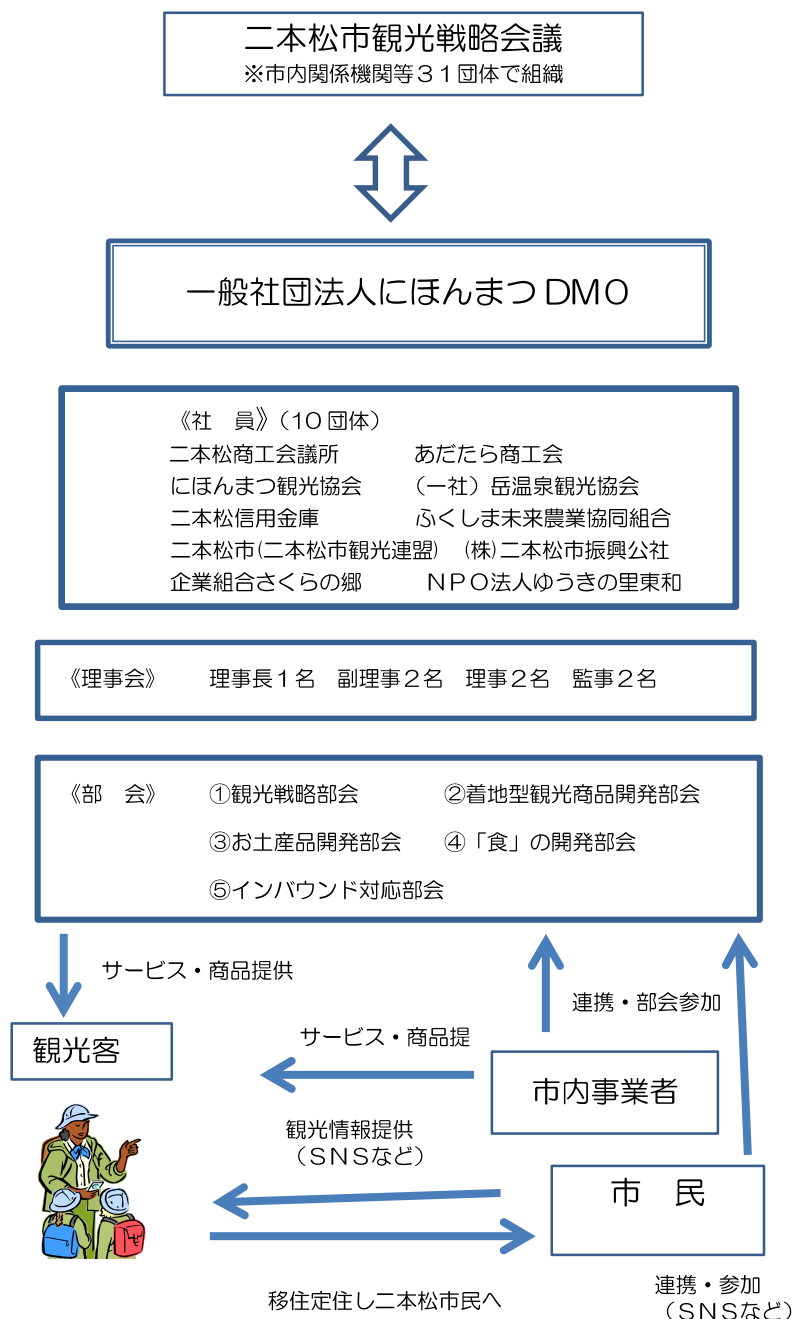 二本松市観光戦略会議
※市内関係機関等３１団体で組織
一般社団法人にほんまつ DMO
《社　員》（10 団体）
二本松商工会議所　　　あだたら商工会
にほんまつ観光協会　　（一社）岳温泉観光協会
二本松信用金庫　　　ふくしま未来農業協同組合
二本松市(二本松市観光連盟)　(株)二本松市振興公社
企業組合さくらの郷　　　ＮＰＯ法人ゆうきの里東和
《理事会》　　理事長１名　副理事２名　理事２名　監事２名
《部　会》　　①観光戦略部会　　②着地型観光商品開発部会
③お土産品開発部会　　④「食」の開発部会
⑤インバウンド対応部会
サービス・商品提供
連携・部会参加
観光客
サービス・商品提
市内事業者
観光情報提供
（ＳＮＳなど）
市　民
移住定住し二本松市民へ
連携・参加
（ＳＮＳなど）